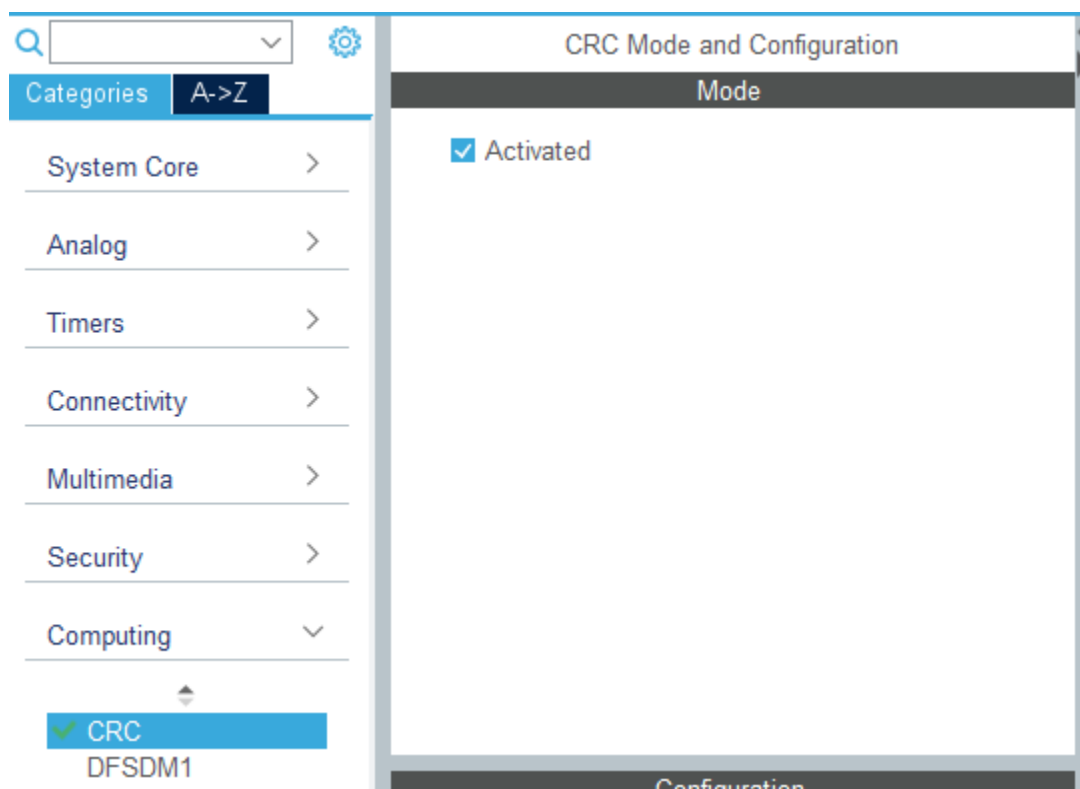 CRC Mode and Configuration
Categories A->Z
Mode
Activated
System Core
Analog
Timers
Connectivity
Multimedia
Security
Computing
CRC
DFSDM1
Configuration